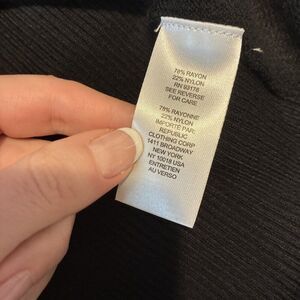 78% RAYON
22% NYLON
RN 93176
SEE REVERSE
FOR CARE
78% RAYONNE
22% NYLON
IMPORTÉ PAR:
REPUBLIC
CLOTHING CORP
1411 BROADWAY
NEW YORK
NY 10018 USA
ENTRETIEN
AU VERSO